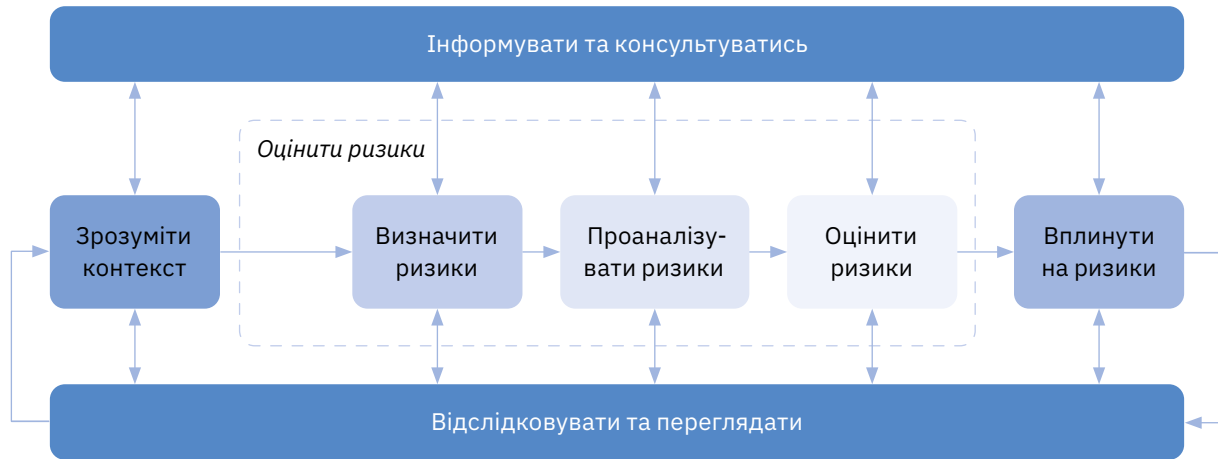 Інформувати та консультуватись
Оцінити ризики
Зрозуміти
контекст
Визначити
ризики
Проаналізу-
вати ризики
Оцінити
ризики
Вплинути
на ризики
Відслідковувати та переглядати